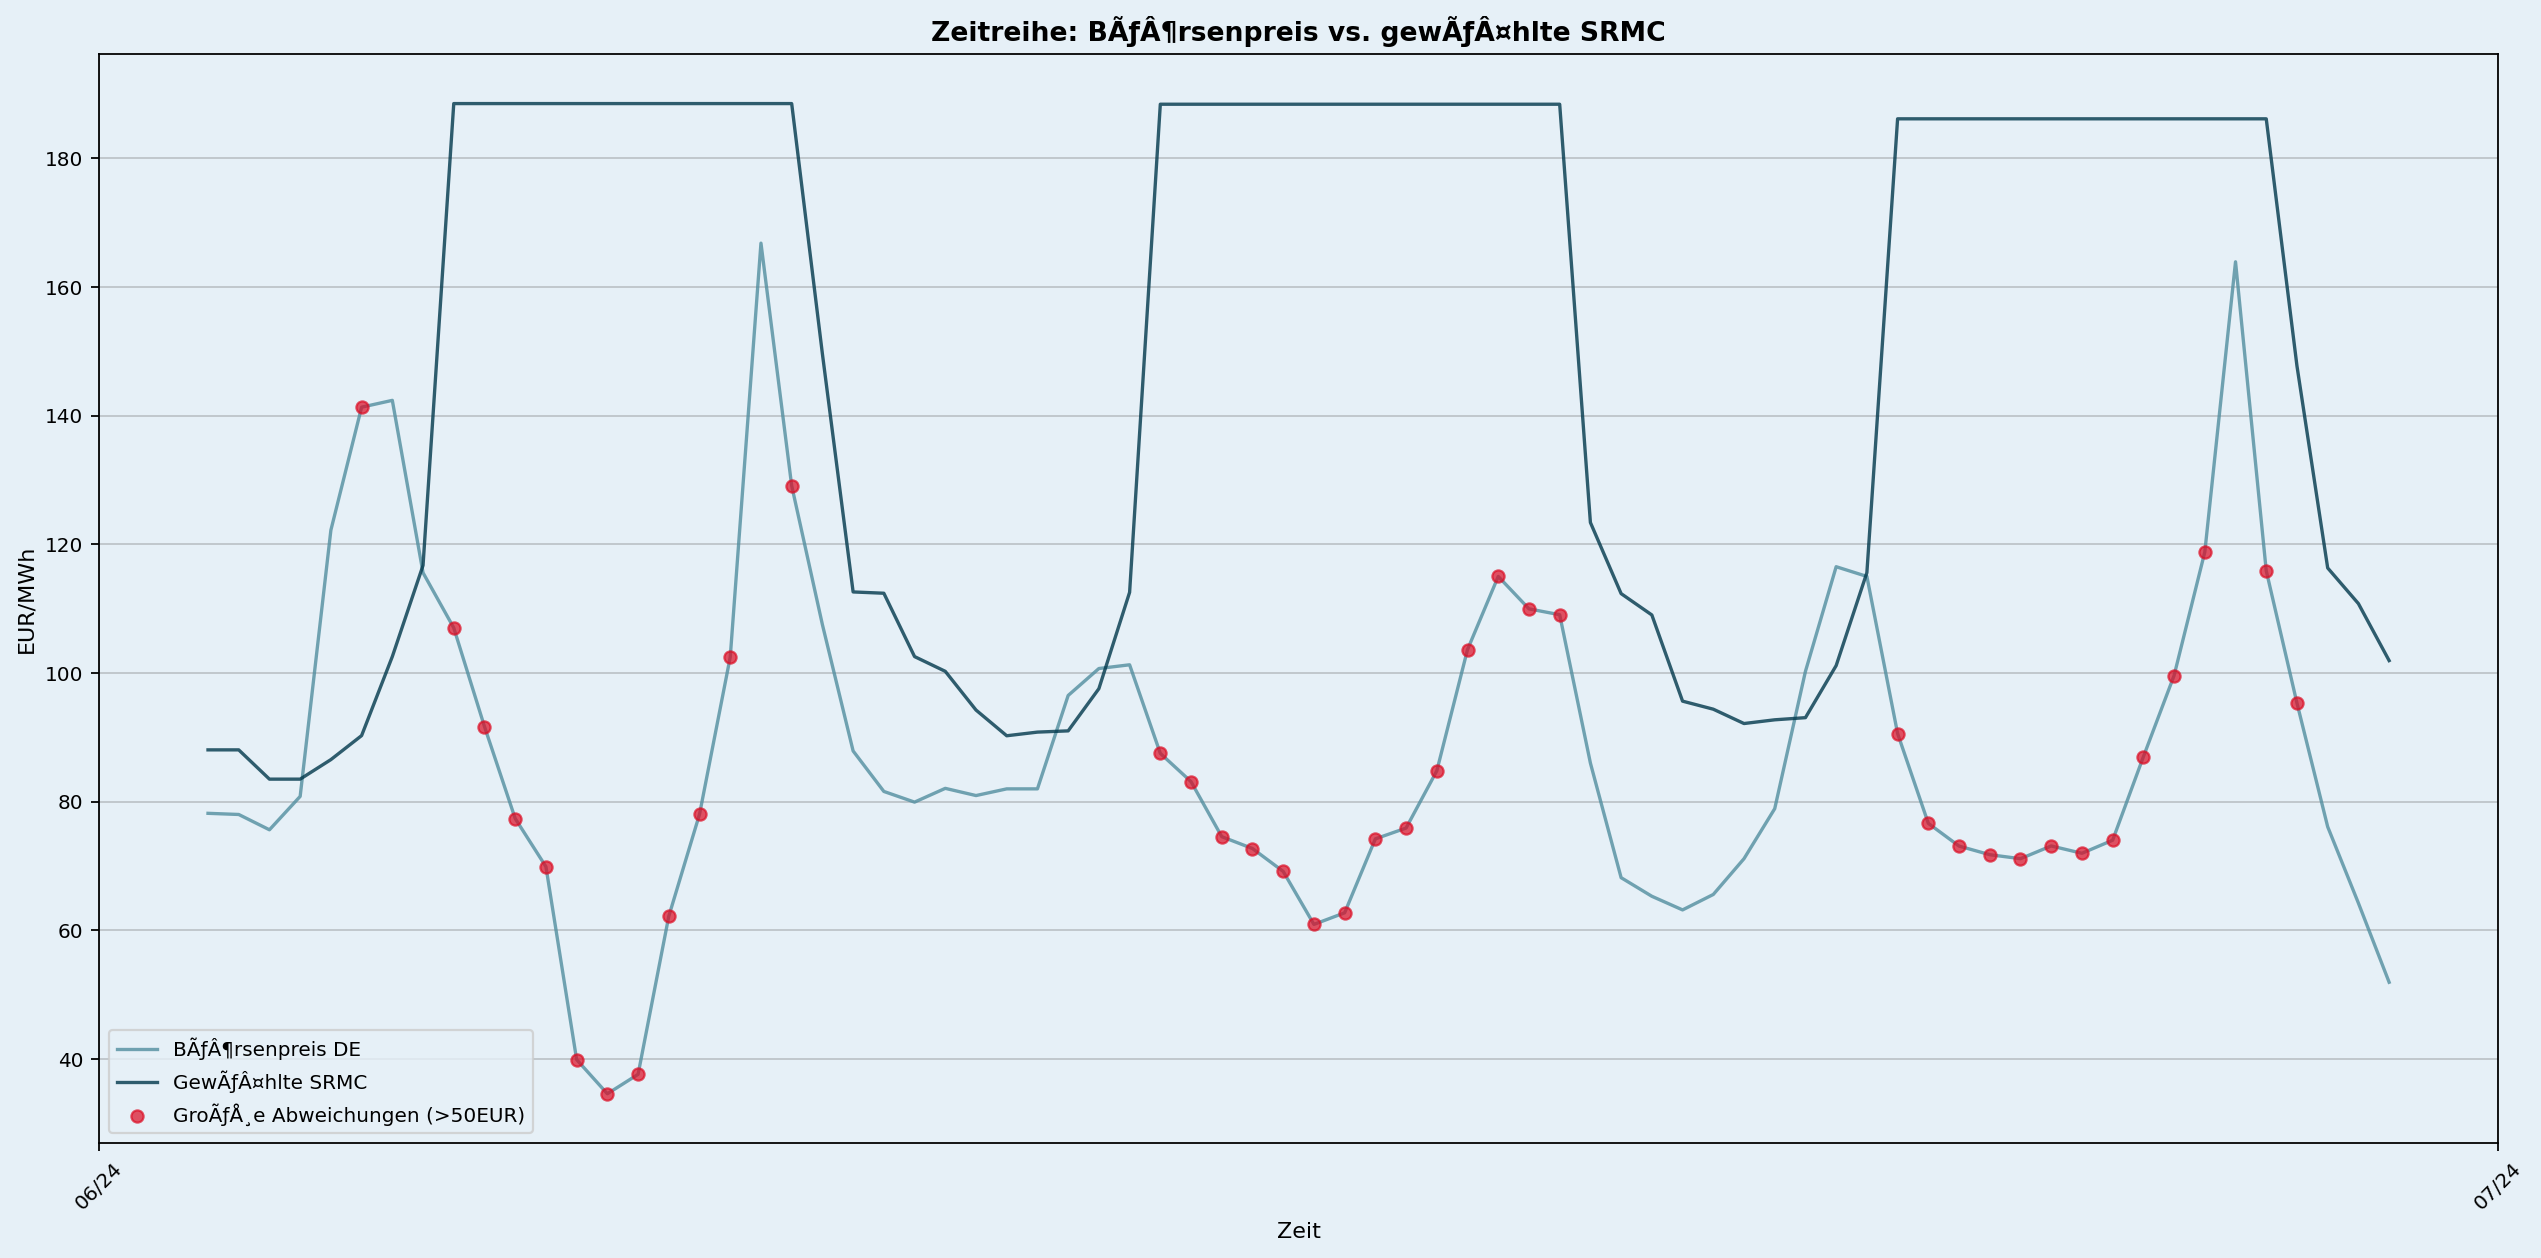 Zeitreihe: BÃƒÂ¶rsenpreis vs. gewÃƒÂ¤hlte SRMC
EUR/MWh
180
160
140
120
100
80
60
40
BÃƒÂ¶rsenpreis DE
GewÃƒÂ¤hlte SRMC
GroÃƒÅ¸e Abweichungen (>50EUR)
06/24
07/24
Zeit